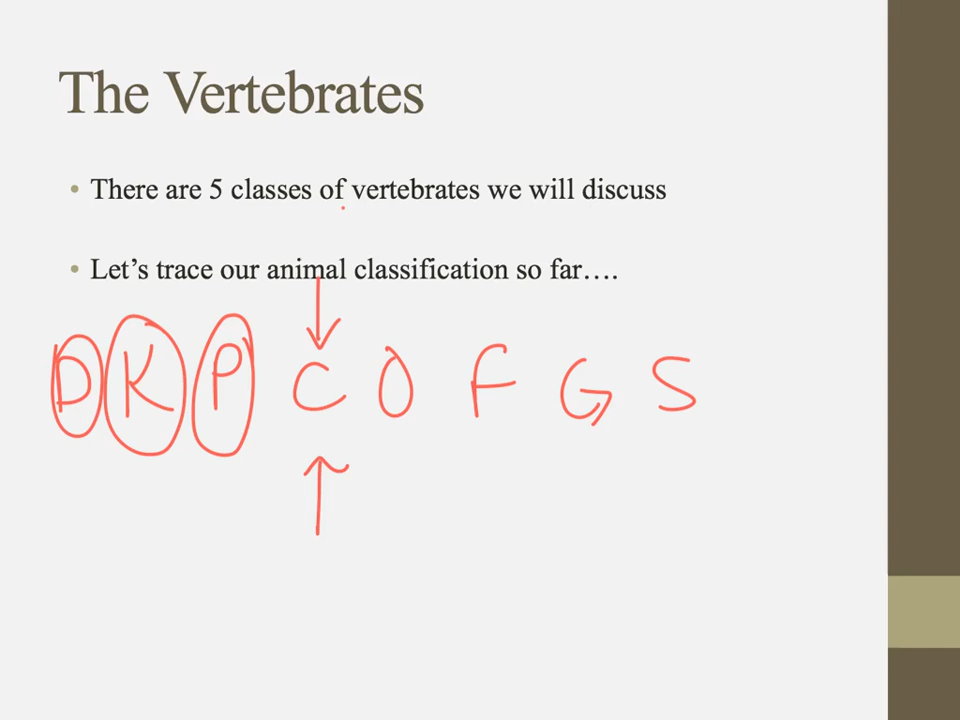 The Vertebrates
• There are 5 classes of vertebrates we will discuss
• Let’s trace our animal classification so far….
D K P C O F G S